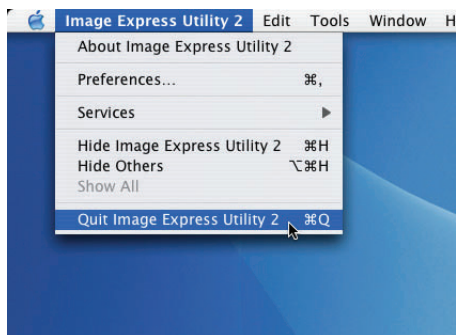 Image Express Utility 2 Edit Tools Window H
About Image Express Utility 2
Preferences... ⌘,
Services ▶
Hide Image Express Utility 2 ⌘H
Hide Others ⌥⌘H
Show All
Quit Image Express Utility 2 ⌘Q